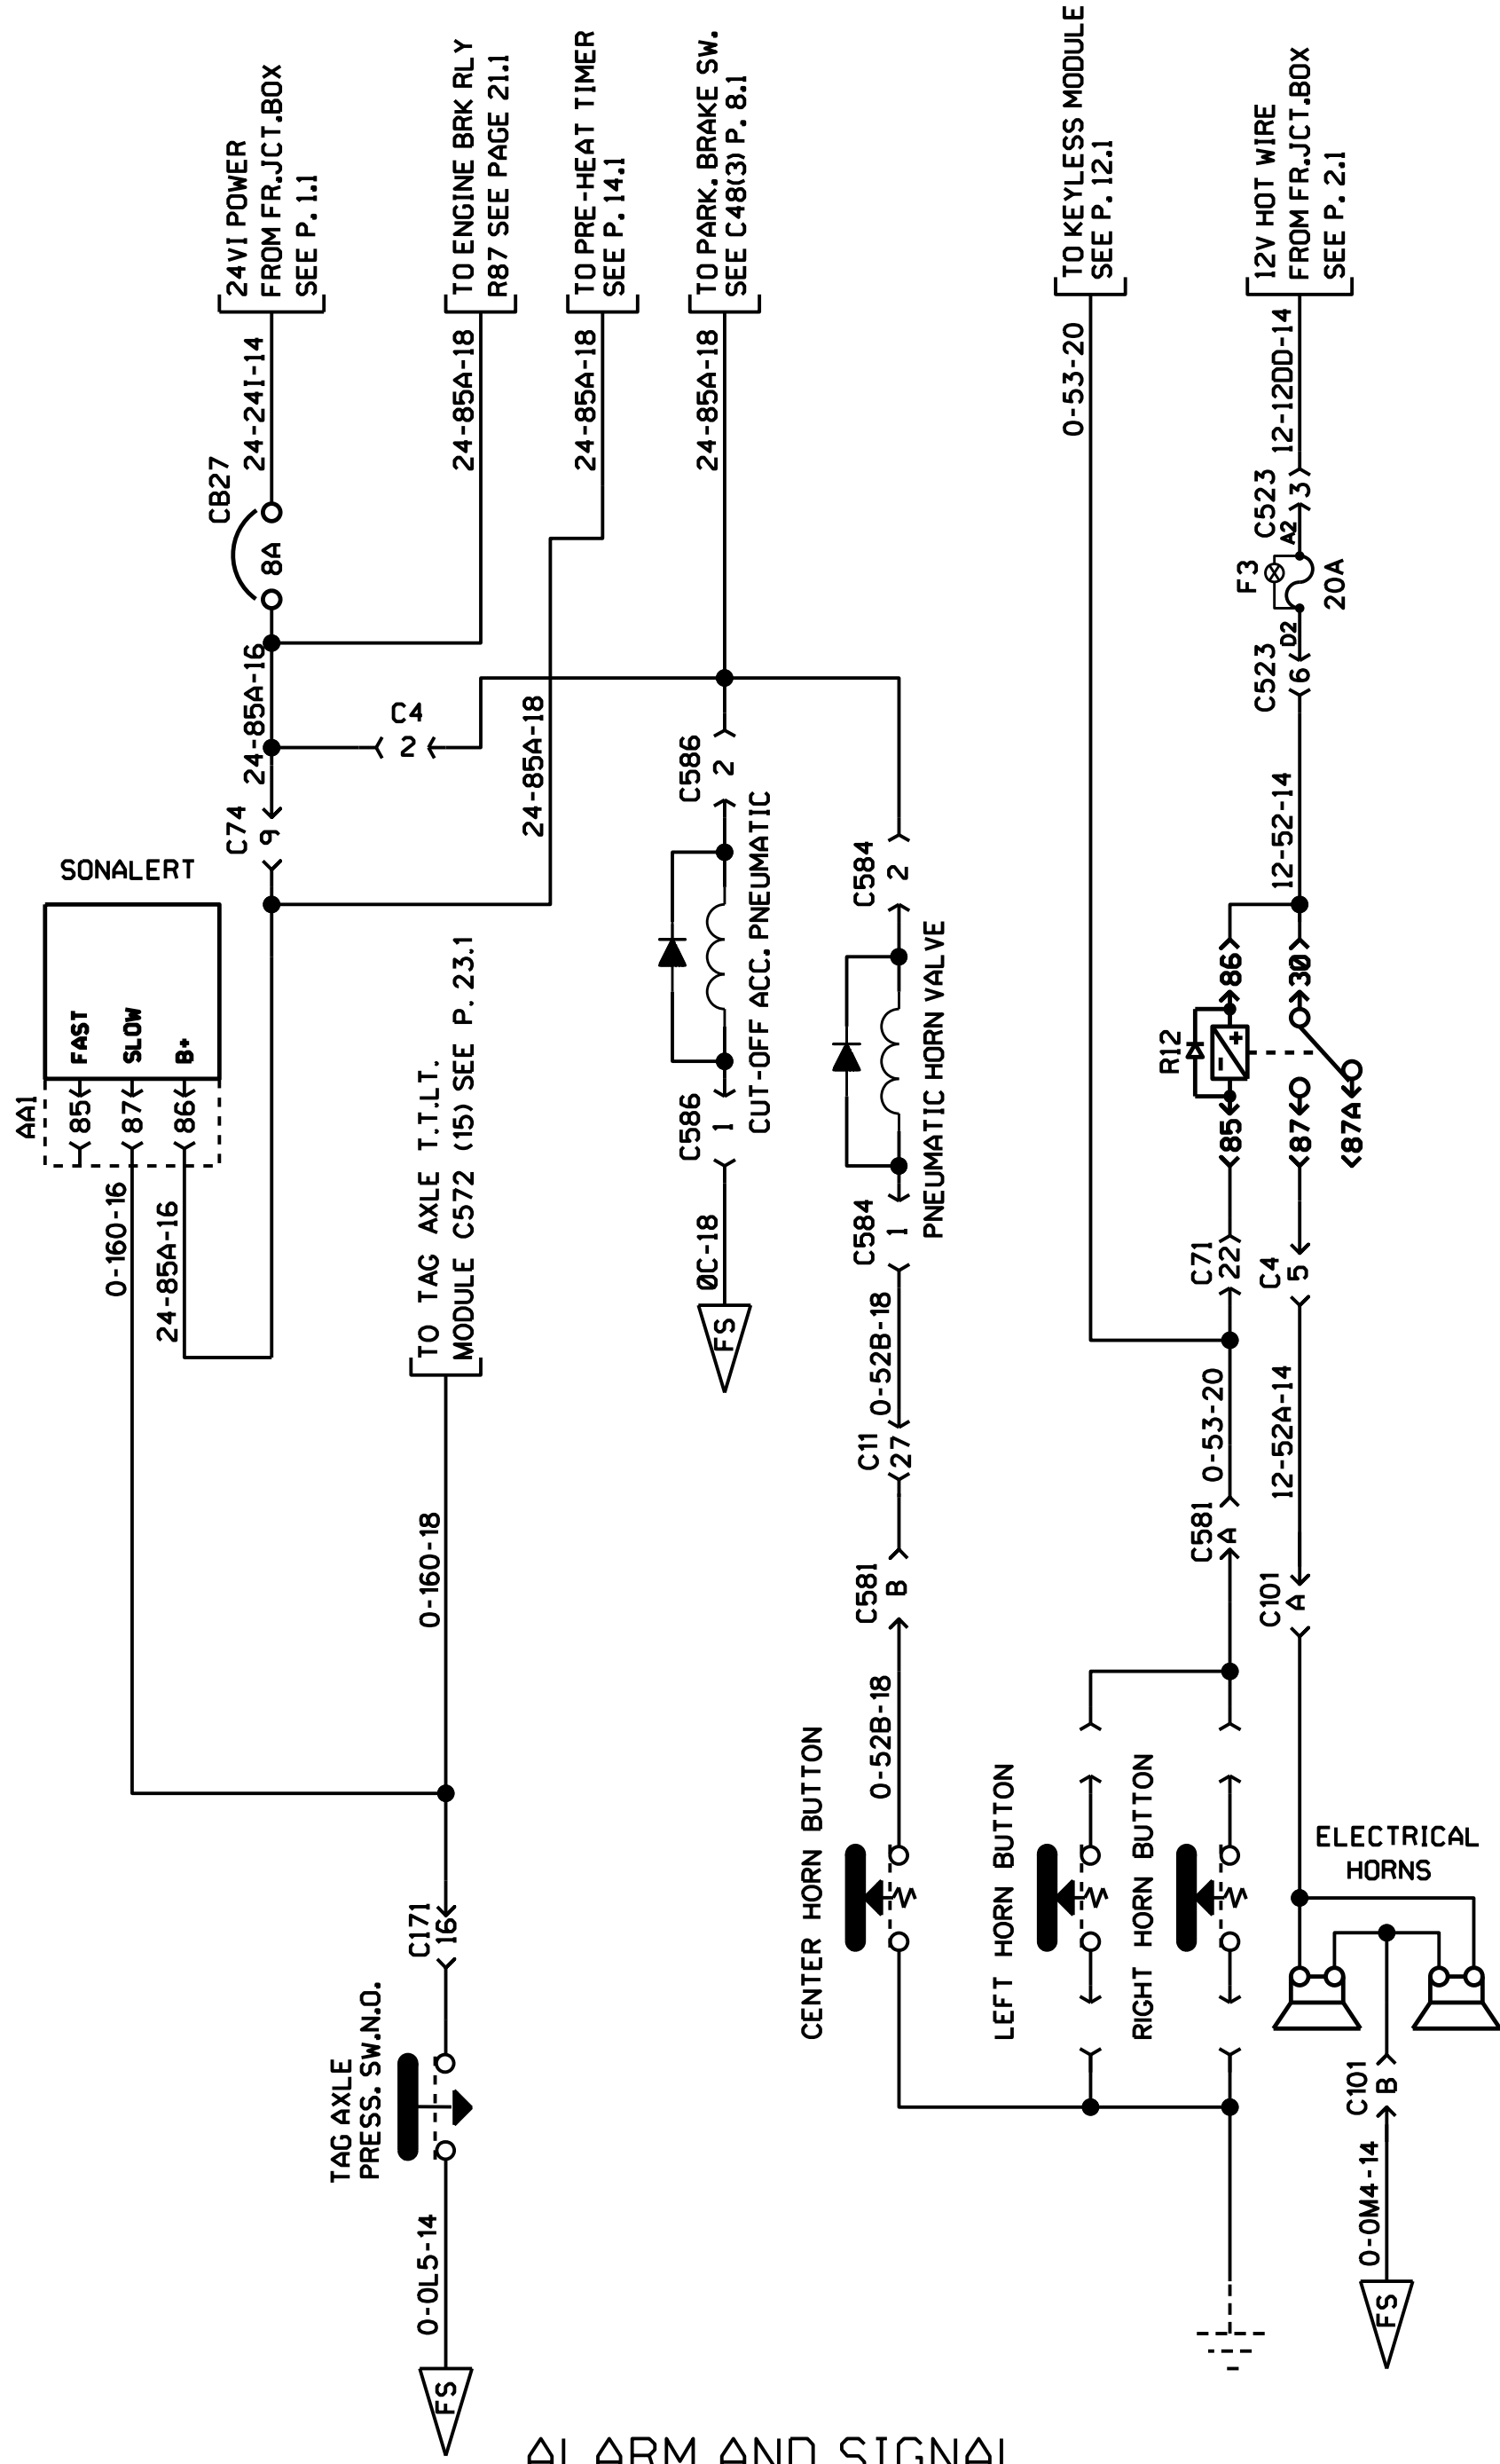 24VI POWER
FROM FR.JCT.BOX
SEE P. 1.1
TO ENGINE BRK RLY
R87 SEE PAGE 21.1
TO PRE-HEAT TIMER
SEE P. 14.1
TO PARK. BRAKE SW.
SEE C48(3) P. 8.1
TO KEYLESS MODULE
SEE P. 12.1
12V HOT WIRE
FROM FR.JCT.BOX
SEE P. 2.1
24-24I-14
24-85A-18
24-85A-18
24-85A-18
0-53-20
12-12DD-14
CB27
8A
C523
3
A2
F3
20A
D2
C523
6
24-85A-16
C4
2
24-85A-18
C586
2
12-52-14
C74
9
SONALERT
FAST
SLOW
B+
AA1
85
87
86
0-160-16
24-85A-16
TO TAG AXLE T.T.LT.
MODULE C572 (15) SEE P. 23.1
CUT-OFF ACC. PNEUMATIC
C586
1
0C-18
FS
C584
2
PNEUMATIC HORN VALVE
C584
1
0-52B-18
C11
27
C581
B
0-52B-18
R12
86
30
85
87
87A
C71
22
C4
5
0-53-20
12-52A-14
C581
A
C101
A
0-160-18
CENTER HORN BUTTON
LEFT HORN BUTTON
RIGHT HORN BUTTON
ELECTRICAL
HORNS
C171
16
TAG AXLE
PRESS. SW.N.O.
C101
B
0-0L5-14
0-0M4-14
FS
FS
ALARM AND SIGNAL